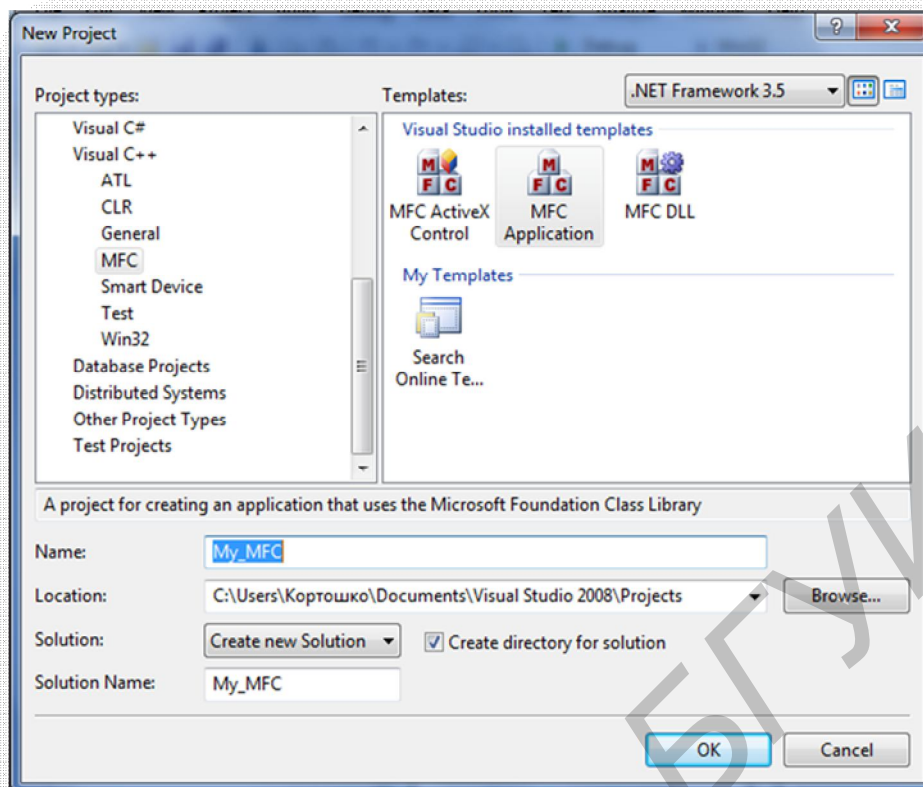 New Project
Project types:
Templates:
.NET Framework 3.5
Visual C#
Visual C++
ATL
CLR
General
MFC
Smart Device
Test
Win32
Database Projects
Distributed Systems
Other Project Types
Test Projects
Visual Studio installed templates
MFC ActiveX
Control
MFC
Application
MFC DLL
My Templates
Search
Online Te...
A project for creating an application that uses the Microsoft Foundation Class Library
Name:
My_MFC
Location:
C:\Users\Кортошко\Documents\Visual Studio 2008\Projects
Browse...
Solution:
Create new Solution
Create directory for solution
Solution Name:
My_MFC
OK
Cancel